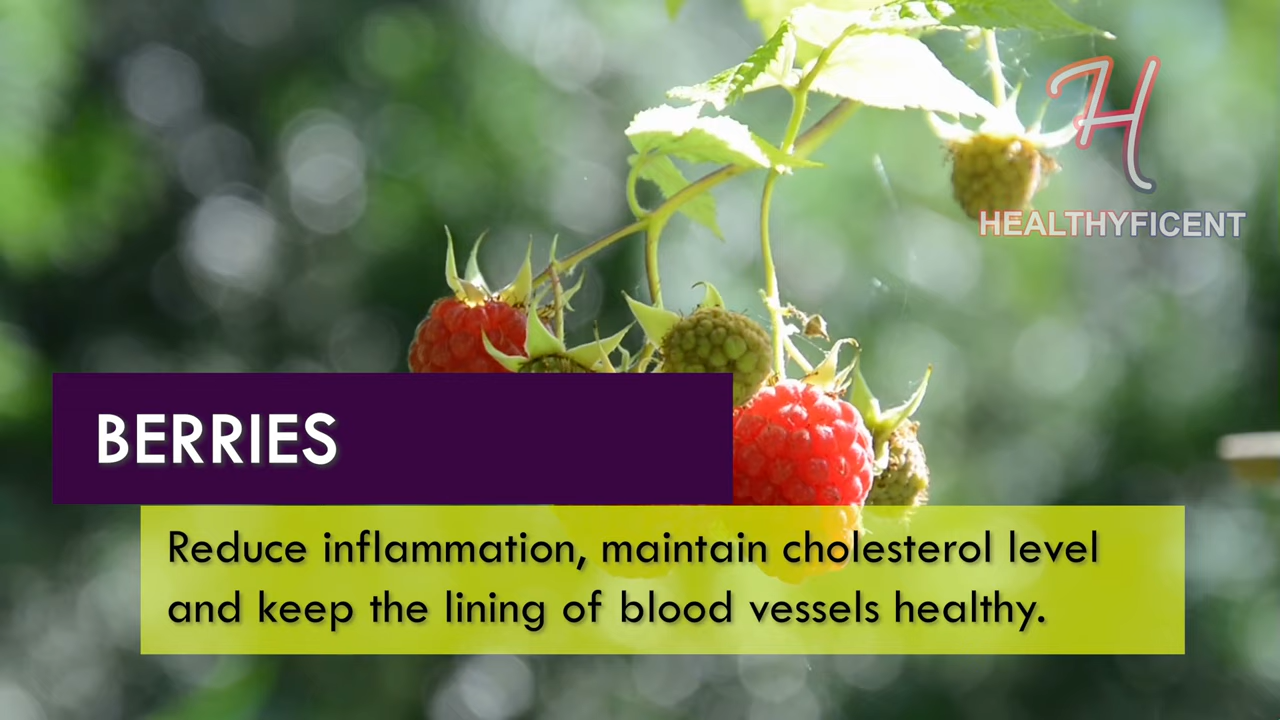 H
HEALTHYFICENT
BERRIES
Reduce inflammation, maintain cholesterol level
and keep the lining of blood vessels healthy.